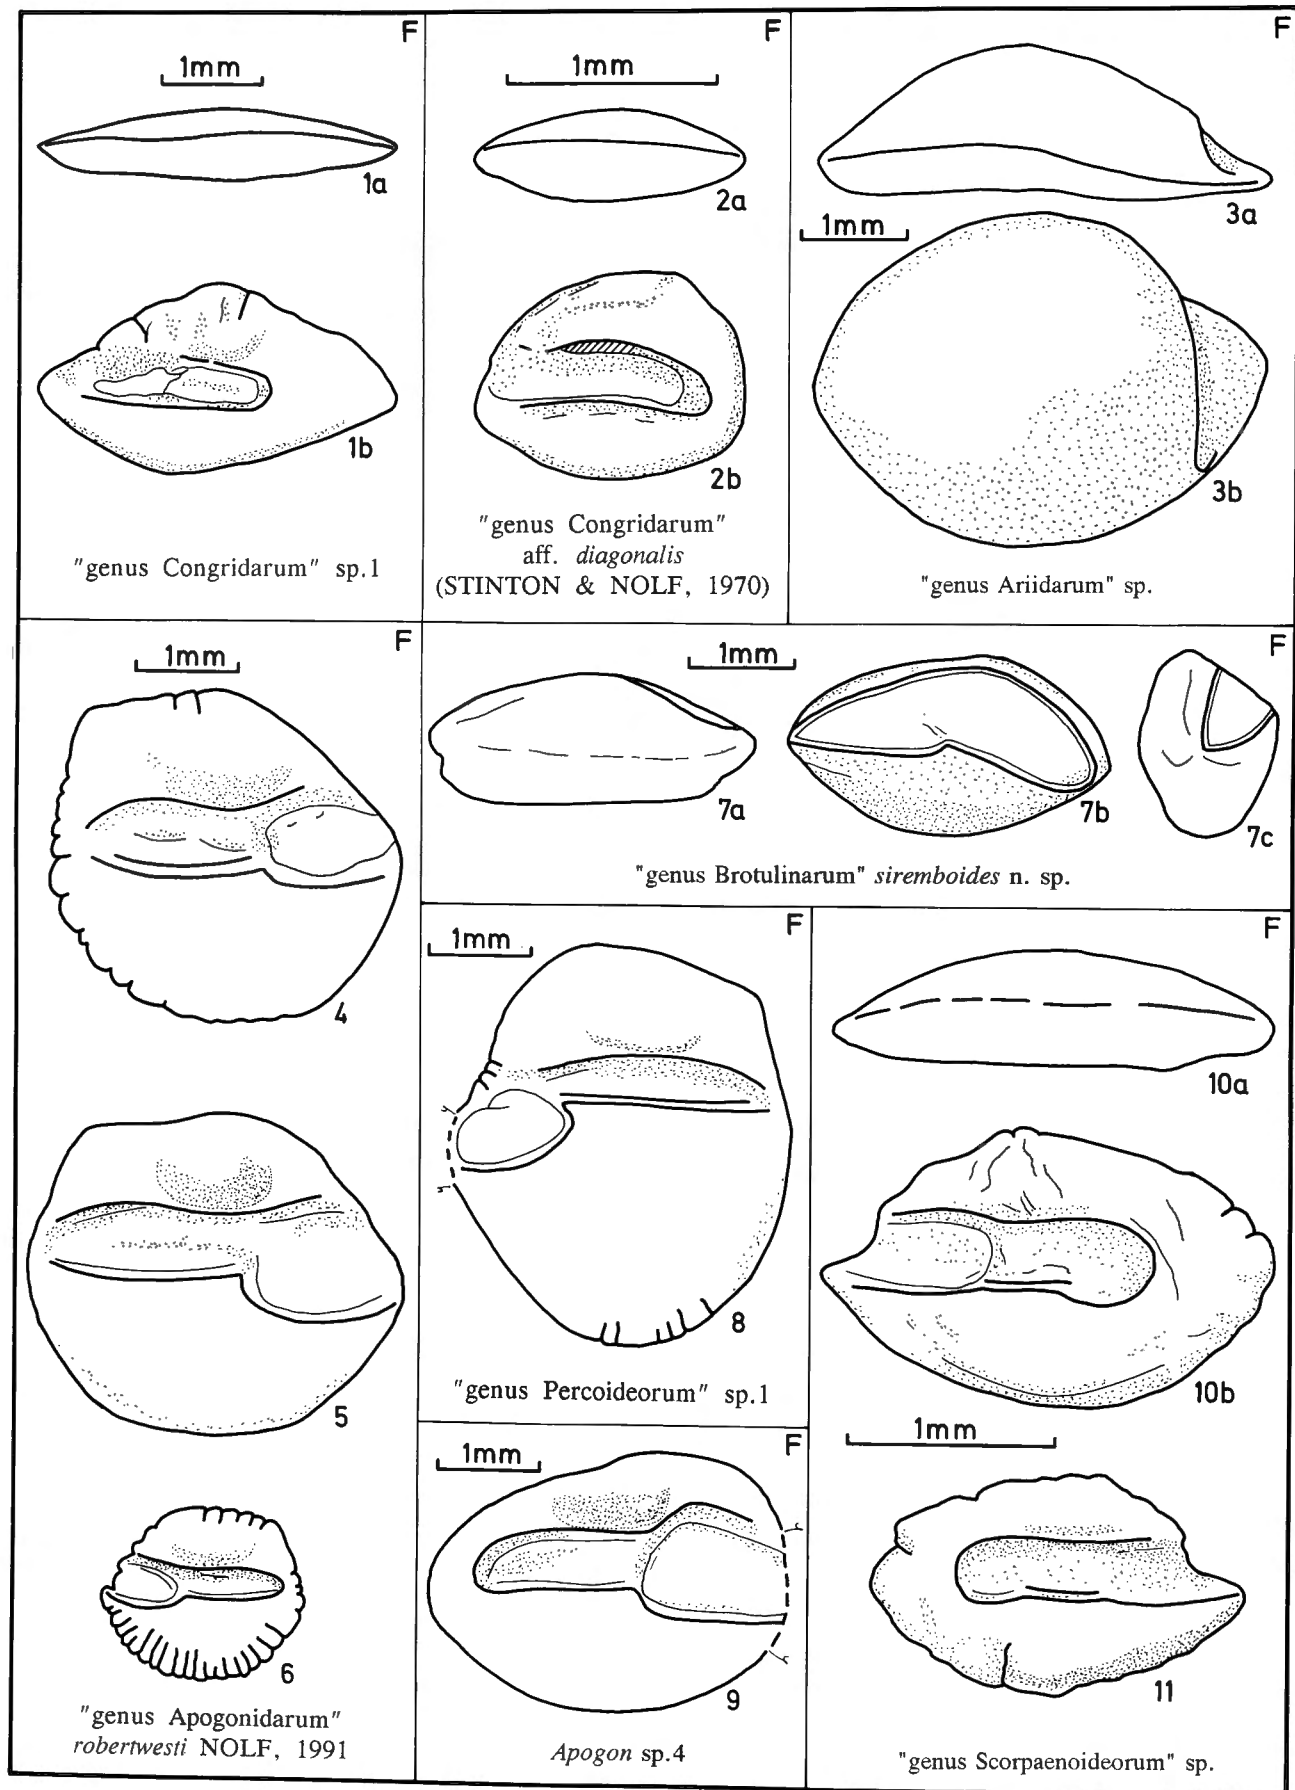 F
1mm
1a
1b
"genus Congridarum" sp.1
F
1mm
2a
2b
"genus Congridarum"
aff. diagonalis
(STINTON & NOLF, 1970)
F
3a
1mm
3b
"genus Ariidarum" sp.
F
1mm
4
5
6
"genus Apogonidarum"
robertwesti NOLF, 1991
F
1mm
7a
7b
7c
"genus Brotulinarum" siremboides n. sp.
F
1mm
8
"genus Percoideorum" sp.1
F
1mm
9
Apogon sp.4
F
10a
10b
1mm
11
"genus Scorpaenoideorum" sp.